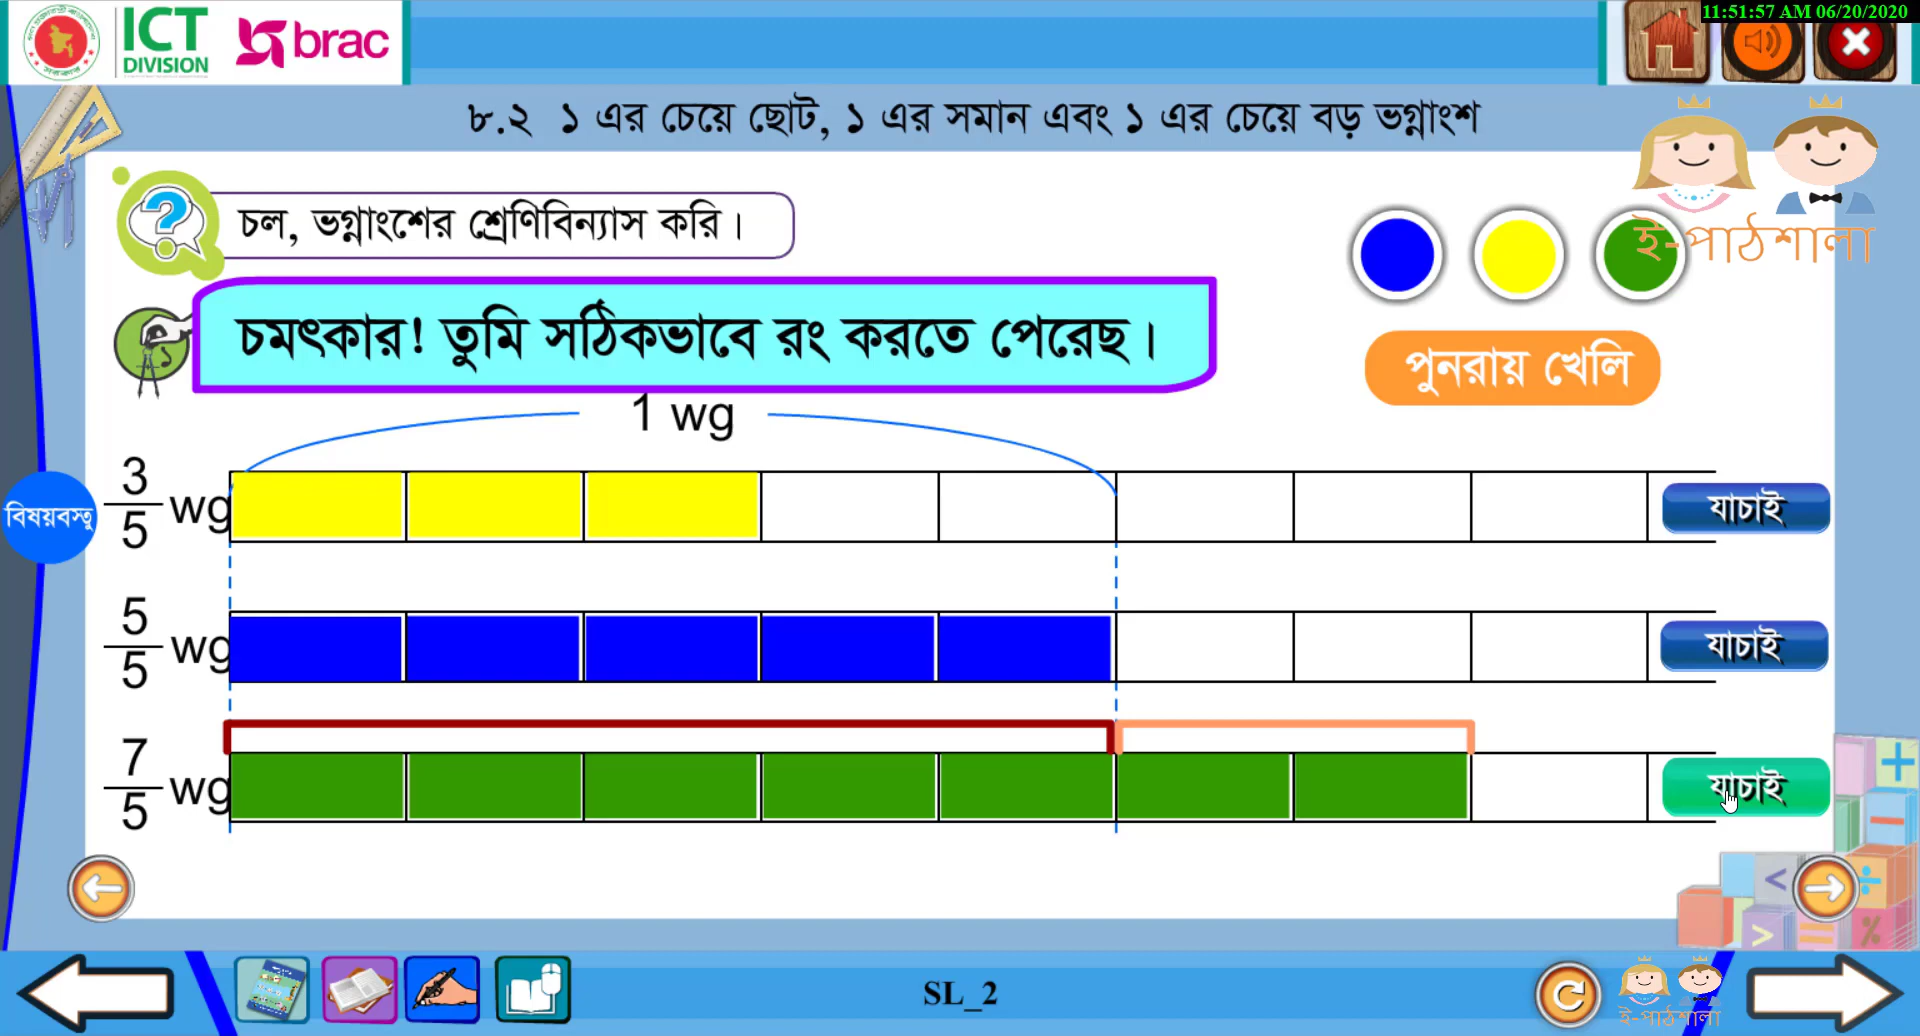 11:51:57 AM 06/20/2020
ICT
DIVISION
brac
৮.২ ১ এর চেয়ে ছোট, ১ এর সমান এবং ১ এর চেয়ে বড় ভগ্নাংশ
চল, ভগ্নাংশের শ্রেণিবিন্যাস করি।
ই-পাঠশালা
চমৎকার! তুমি সঠিকভাবে রং করতে পেরেছ।
পুনরায় খেলি
1 wg
3/5 wg
যাচাই
বিষয়বস্তু
5/5 wg
যাচাই
7/5 wg
যাচাই
SL_2
ই-পাঠশালা